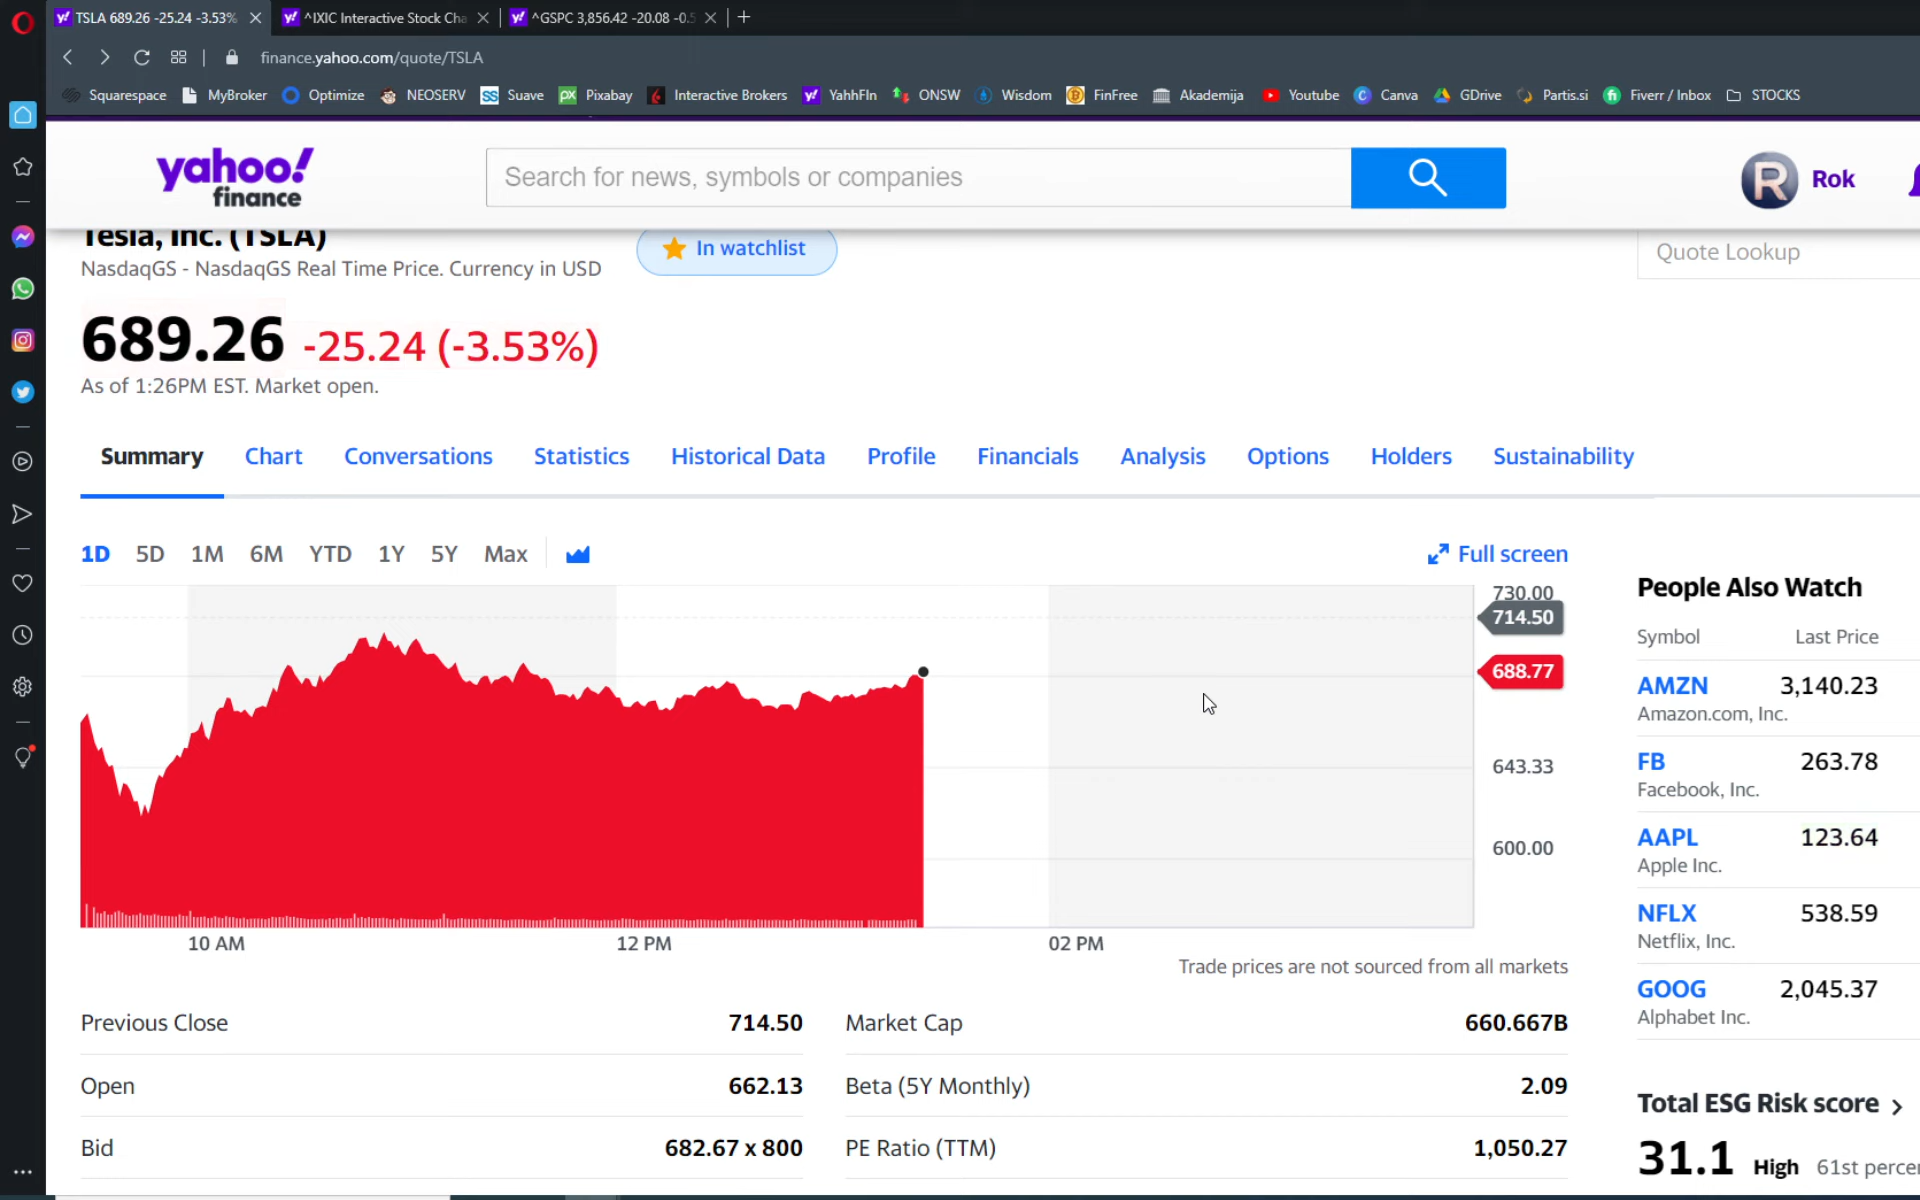 TSLA 689.26 -25.24 -3.53%
^IXIC Interactive Stock Cha
^GSPC 3,856.42 -20.08 -0.5
finance.yahoo.com/quote/TSLA
Squarespace MyBroker Optimize NEOSERV SS Suave px Pixabay Interactive Brokers y! YahhFIn ONSW Wisdom FinFree Akademija Youtube Canva GDrive Partis.si Fiverr / Inbox STOCKS
yahoo!
finance
Search for news, symbols or companies
R Rok
Tesla, Inc. (TSLA)
In watchlist
Quote Lookup
NasdaqGS - NasdaqGS Real Time Price. Currency in USD
689.26 -25.24 (-3.53%)
As of 1:26PM EST. Market open.
Summary Chart Conversations Statistics Historical Data Profile Financials Analysis Options Holders Sustainability
1D 5D 1M 6M YTD 1Y 5Y Max
Full screen
730.00
714.50
688.77
643.33
600.00
10 AM 12 PM 02 PM
Trade prices are not sourced from all markets
Previous Close 714.50
Open 662.13
Bid 682.67 x 800
Market Cap 660.667B
Beta (5Y Monthly) 2.09
PE Ratio (TTM) 1,050.27
People Also Watch
Symbol Last Price
AMZN 3,140.23
Amazon.com, Inc.
FB 263.78
Facebook, Inc.
AAPL 123.64
Apple Inc.
NFLX 538.59
Netflix, Inc.
GOOG 2,045.37
Alphabet Inc.
Total ESG Risk score
31.1 High 61st perce